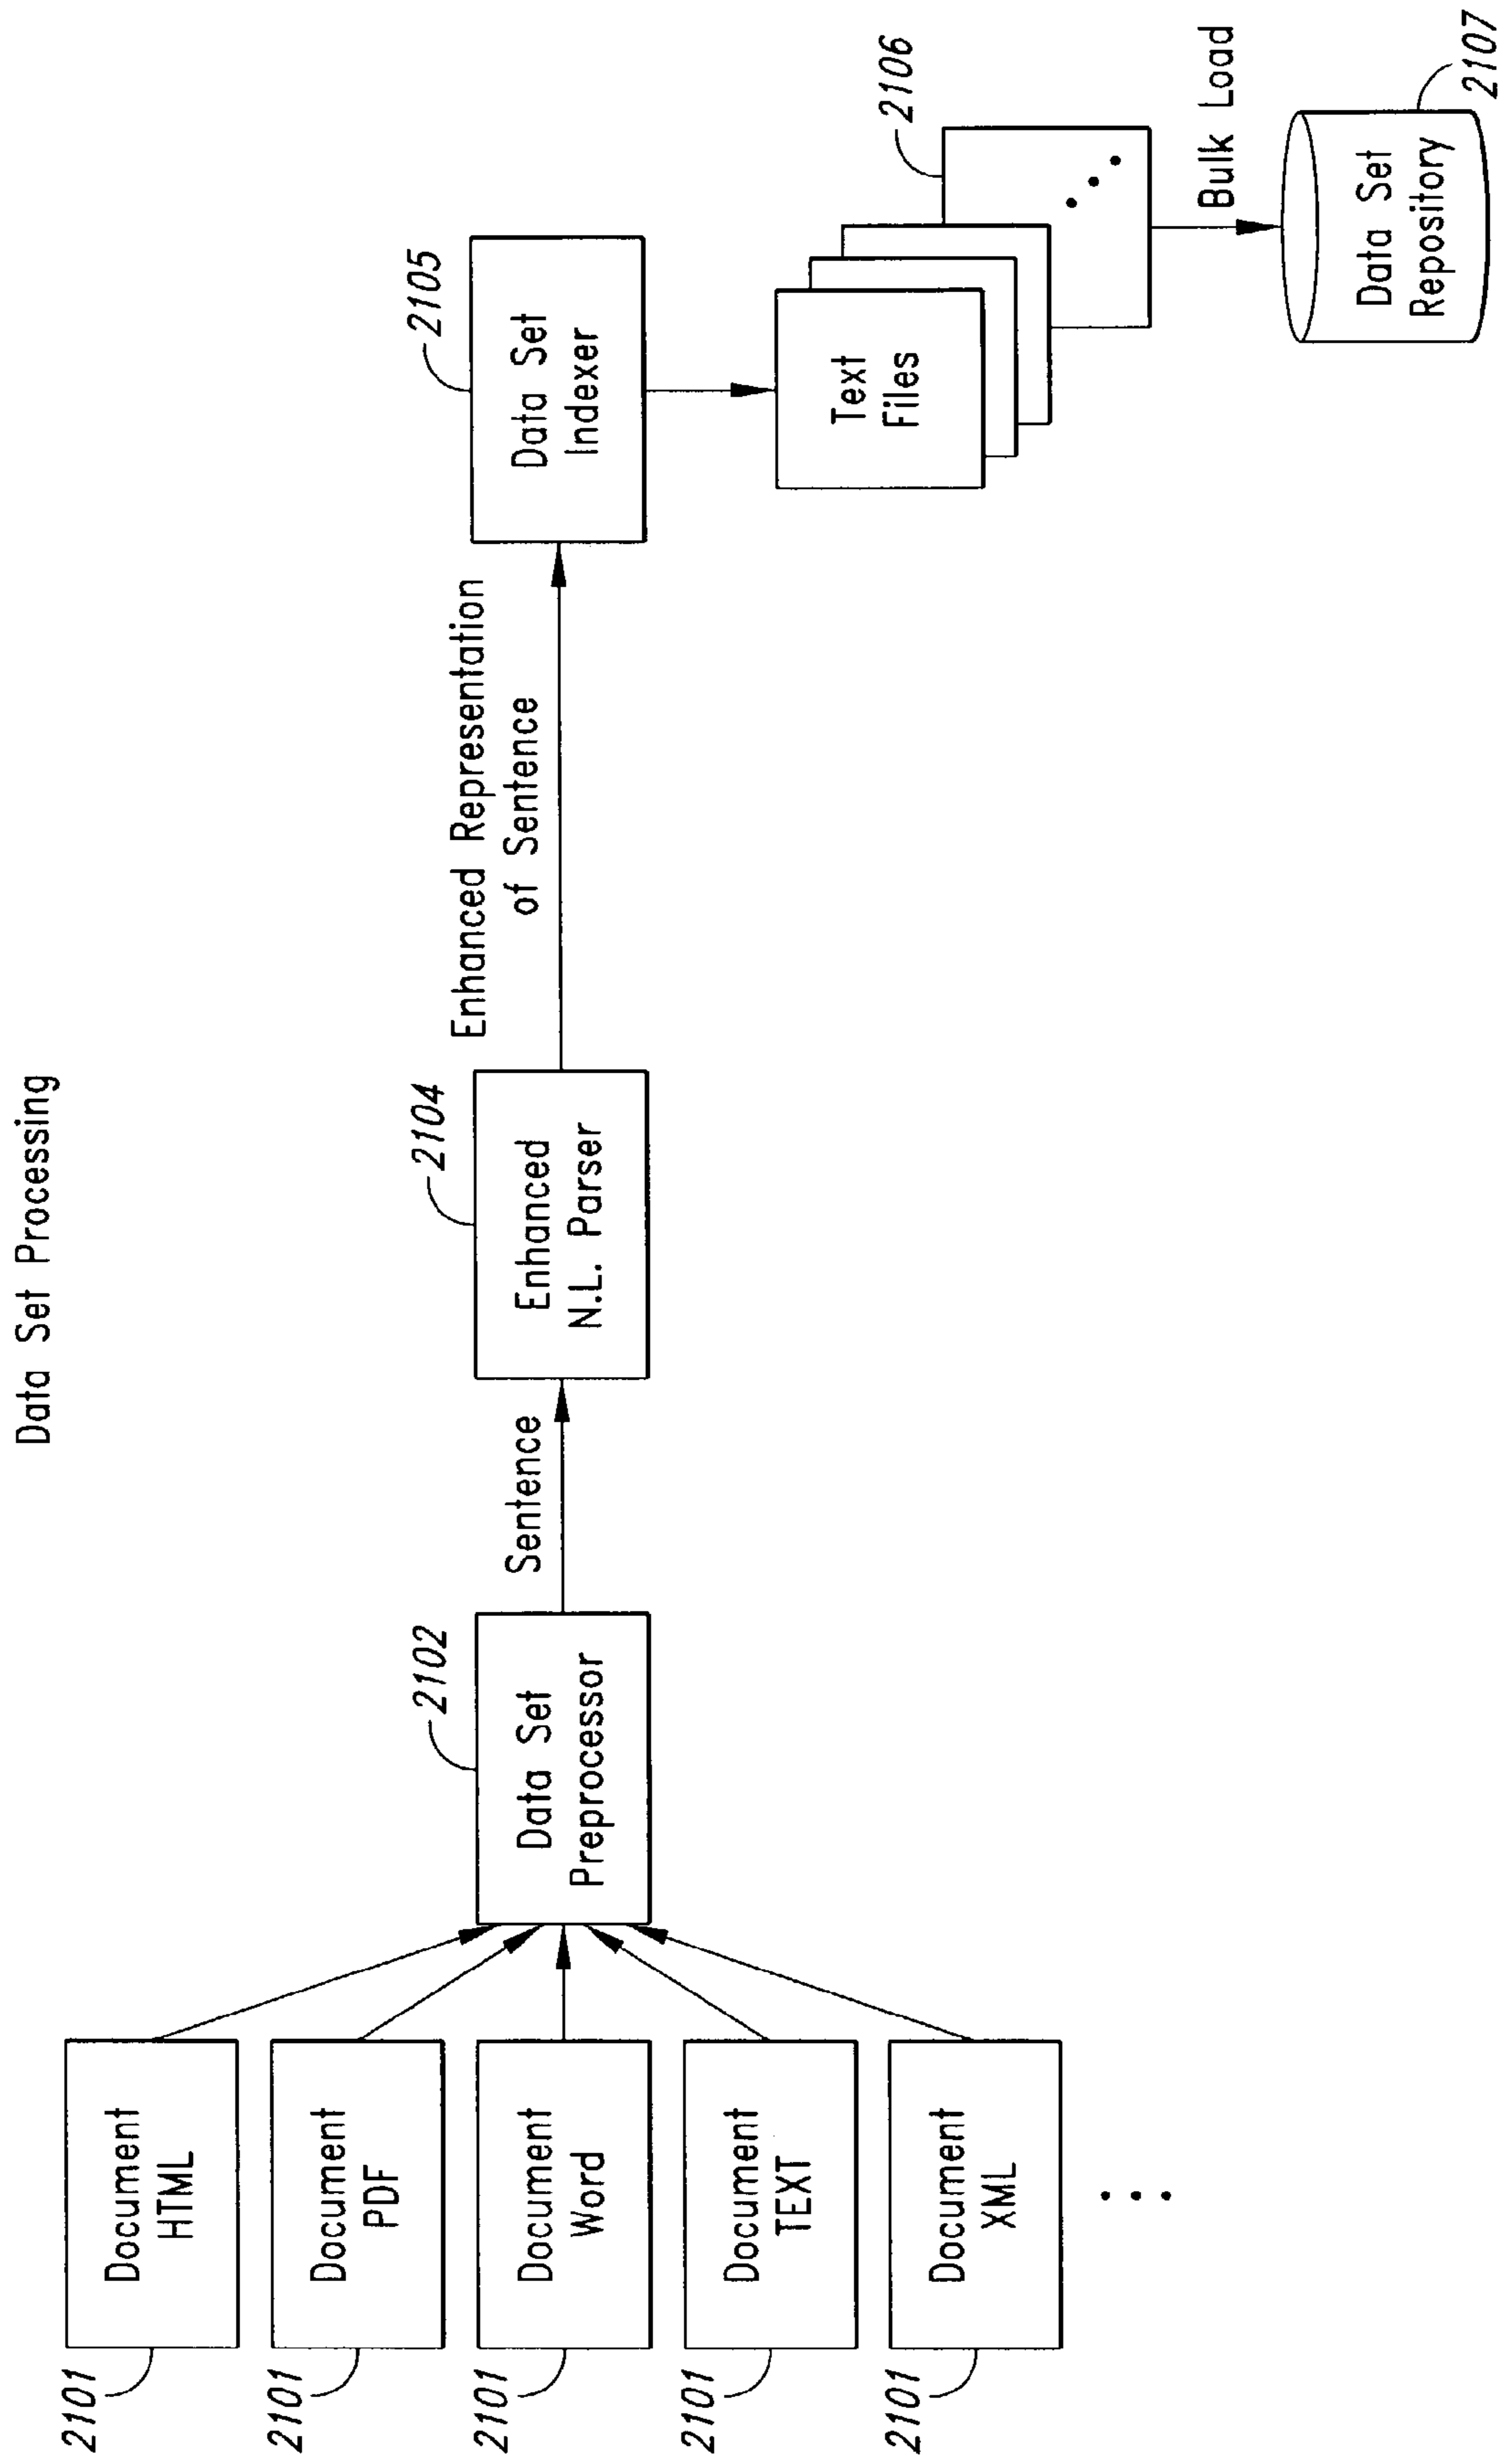 Data Set Processing
2101
Document
HTML
2101
Document
PDF
2101
Document
Word
2101
Document
TEXT
2101
Document
XML
2102
Data Set
Preprocessor
Sentence
2104
Enhanced
N.L. Parser
Enhanced Representation
of Sentence
2105
Data Set
Indexer
Text
Files
2106
Bulk Load
Data Set
Repository
2107